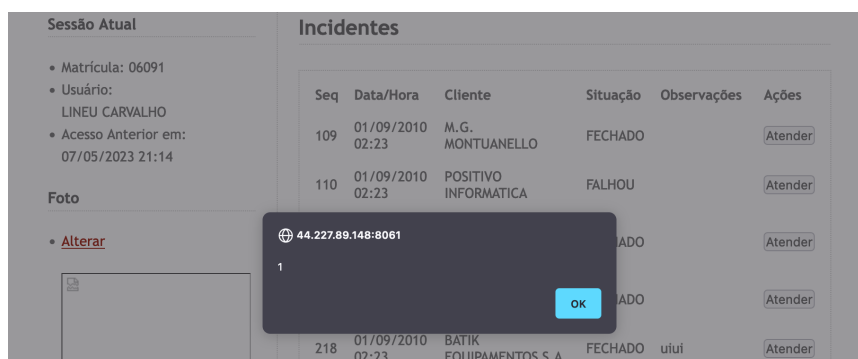 Sessão Atual
• Matrícula: 06091
• Usuário:
LINEU CARVALHO
• Acesso Anterior em:
07/05/2023 21:14
Foto
• Alterar
Incidentes
Seq Data/Hora Cliente Situação Observações Ações
109 01/09/2010 02:23 M.G. MONTUANELLO FECHADO Atender
110 01/09/2010 02:23 POSITIVO INFORMATICA FALHOU Atender
44.227.89.148:8061
1
OK
Atender
Atender
218 01/09/2010 02:23 BATIK EQUIPAMENTOS S A FECHADO uiui Atender